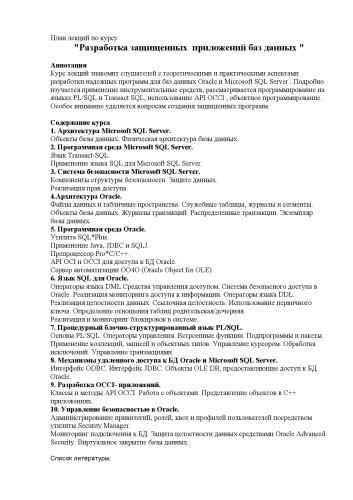 План лекций по курсу
"Разработка защищенных приложений баз данных "
Аннотация
Курс лекций знакомит слушателей с теоретическими и практическими аспектами
разработки надежных программ для баз данных Oracle и Microsoft SQL Server . Подробно
изучается применение инструментальных средств, рассматривается программирование на
языках PL/SQL и Transact SQL, использование API OCCI , объектное программирование.
Особое внимание уделяется вопросам создания защищенных программ.
Содержание курса
1. Архитектура Microsoft SQL Server.
Объекты базы данных. Физическая архитектура базы данных.
2. Программная среда Microsoft SQL Server.
Язык Transact-SQL.
Применение языка SQL для Microsoft SQL Server.
3. Система безопасности Microsoft SQL Server.
Компоненты структуры безопасности. Защите данных.
Реализация прав доступа.
4.Архитектура Oracle.
Файлы данных и табличные пространства. Служебные таблицы, журналы и сегменты.
Объекты базы данных. Журналы транзакций. Распределенные транзакции. Экземпляр
базы данных.
5. Программная среда Oracle.
Утилита SQL*Plus.
Применение Java, JDBC и SQLJ.
Препроцессор Pro*C/C++.
API OCI и OCCI для доступа к БД Oracle.
Сервер автоматизации OO4O (Oracle Object for OLE).
6. Язык SQL для Oracle.
Операторы языка DML.Средства управления доступом. Система безопасного доступа в
Oracle. Реализация мониторинга доступа к информации. Операторы языка DDL.
Реализация целостности данных. Ссылочная целостность. Использование первичного
ключа. Определение отношения таблиц родительская/дочерняя.
Реализация и мониторинг блокировок в системе.
7. Процедурный блочно-структурированный язык PL/SQL.
Основы PL/SQL. Операторы управления. Встроенные функции. Подпрограммы и пакеты.
Применение коллекций, записей и объектных типов. Управление курсором. Обработка
исключений. Управление транзакциями.
8. Механизмы удаленного доступа к БД Oracle и Microsoft SQL Server.
Интерфейс ODBC. Интерфейс JDBC. Объекты OLE DB, предоставляющие доступ к БД
Oracle.
9. Разработка OCCI- приложений.
Классы и методы API OCCI. Работа с объектами. Представление объектов в C++
приложениях.
10. Управление безопасностью в Oracle.
Администрирование привилегий, ролей, квот и профилей пользователей посредством
утилиты Security Manager.
Мониторинг подключения к БД. Защита целостности данных средствами Oracle Advanced
Security. Виртуальное закрытие базы данных.
Список литературы: